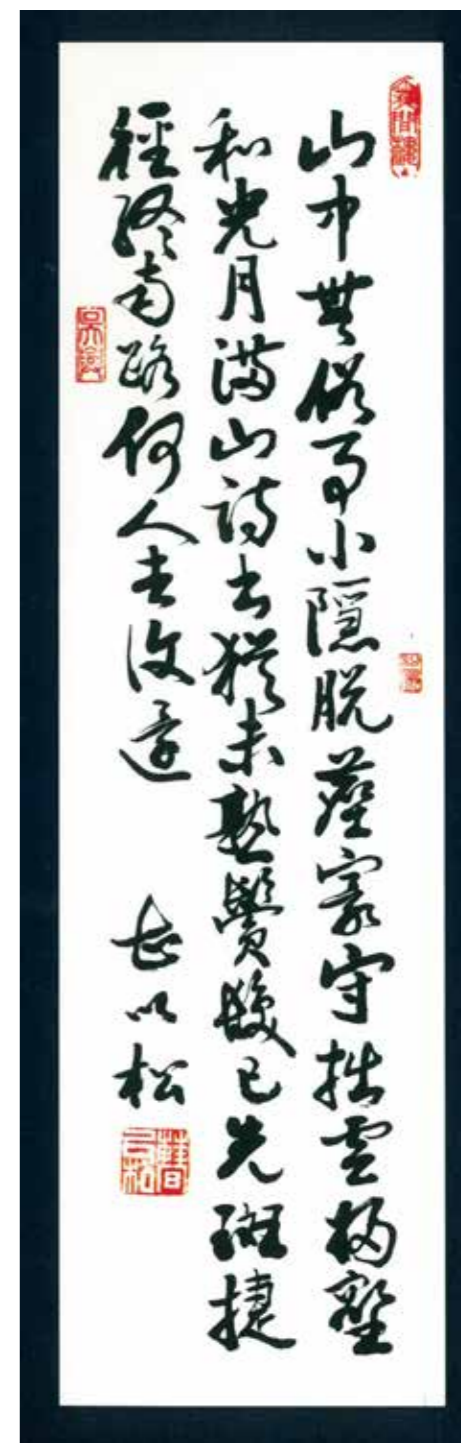 山中無俗事小隱脫塵寰守拙雲栖壑
和光月滿山詩書猶未熟鬢髮已先斑捷
徑終南路何人去復還 以松